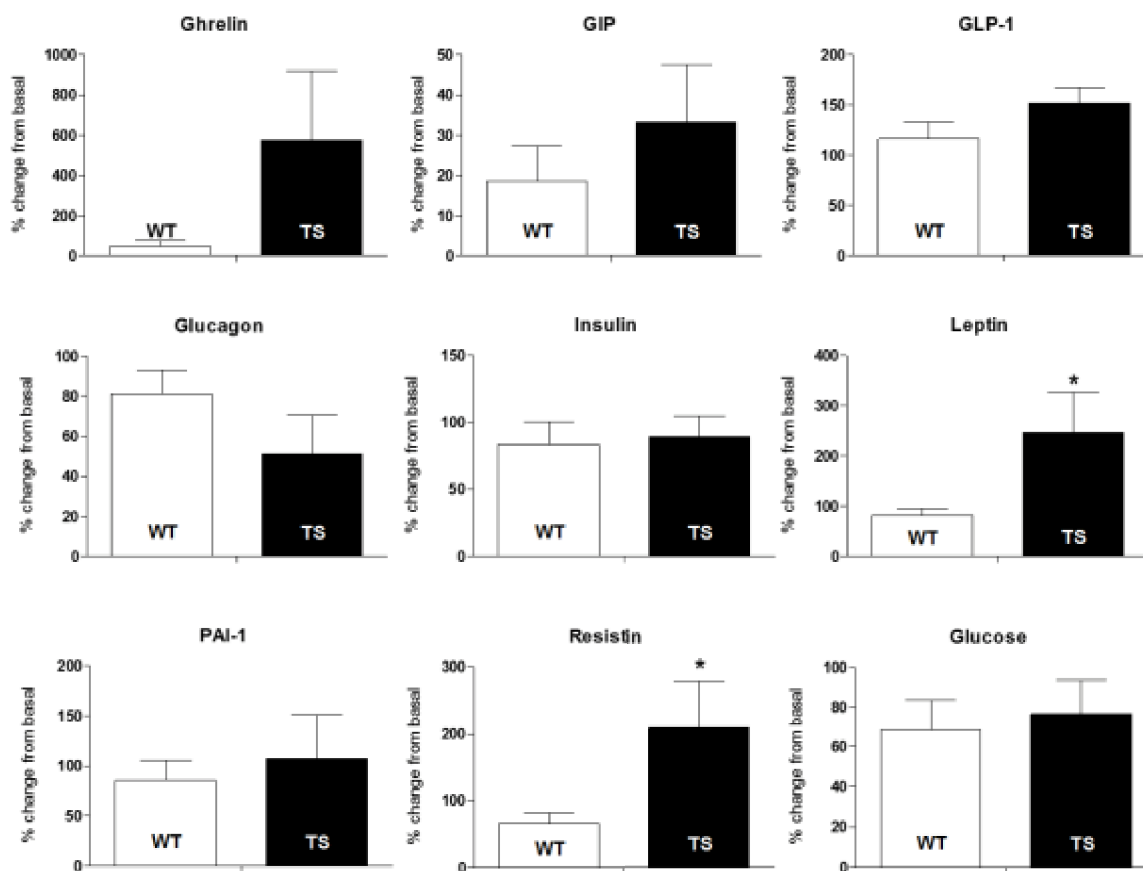 Ghrelin
% change from basal
1000
800
600
400
200
0
WT
TS
GIP
% change from basal
50
40
30
20
10
0
WT
TS
GLP-1
% change from basal
200
150
100
50
0
WT
TS
Glucagon
% change from basal
100
80
60
40
20
0
WT
TS
Insulin
% change from basal
150
100
50
0
WT
TS
Leptin
% change from basal
400
300
200
100
0
*
WT
TS
PAI-1
% change from basal
200
150
100
50
0
WT
TS
Resistin
% change from basal
300
200
100
0
*
WT
TS
Glucose
% change from basal
100
80
60
40
20
0
WT
TS